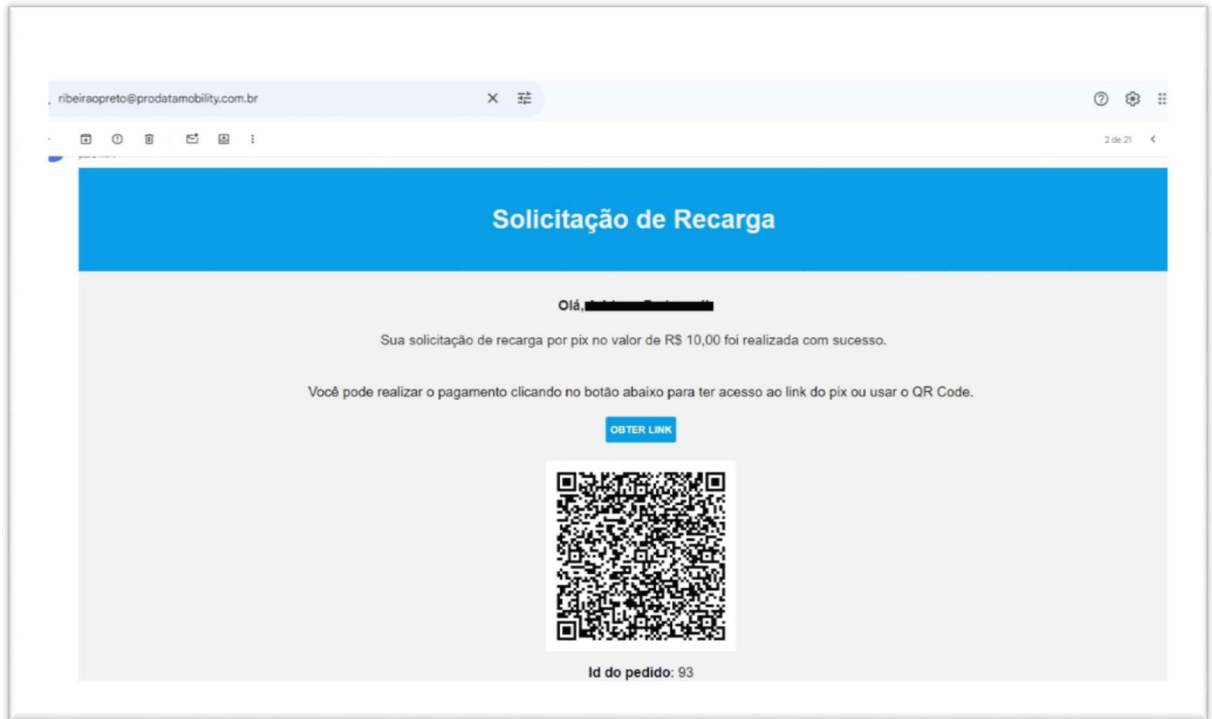 ribeiraopreto@prodatamobility.com.br
2 de 21
Solicitação de Recarga
Olá,
Sua solicitação de recarga por pix no valor de R$ 10,00 foi realizada com sucesso.
Você pode realizar o pagamento clicando no botão abaixo para ter acesso ao link do pix ou usar o QR Code.
OBTER LINK
Id do pedido: 93